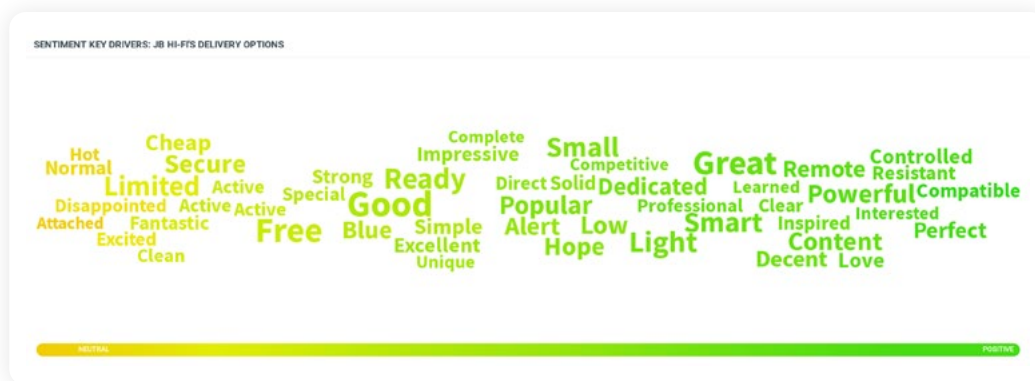 SENTIMENT KEY DRIVERS: JB HI-FI'S DELIVERY OPTIONS
Hot
Normal
Cheap
Secure
Limited
Active
Disappointed
Active
Active
Attached
Fantastic
Excited
Clean
Free
Special
Strong
Good
Blue
Ready
Complete
Impressive
Simple
Excellent
Unique
Direct
Solid
Popular
Alert
Hope
Small
Competitive
Dedicated
Low
Light
Professional
Smart
Great
Learned
Clear
Remote
Powerful
Inspired
Content
Decent
Love
Controlled
Resistant
Compatible
Interested
Perfect
NEUTRAL
POSITIVE